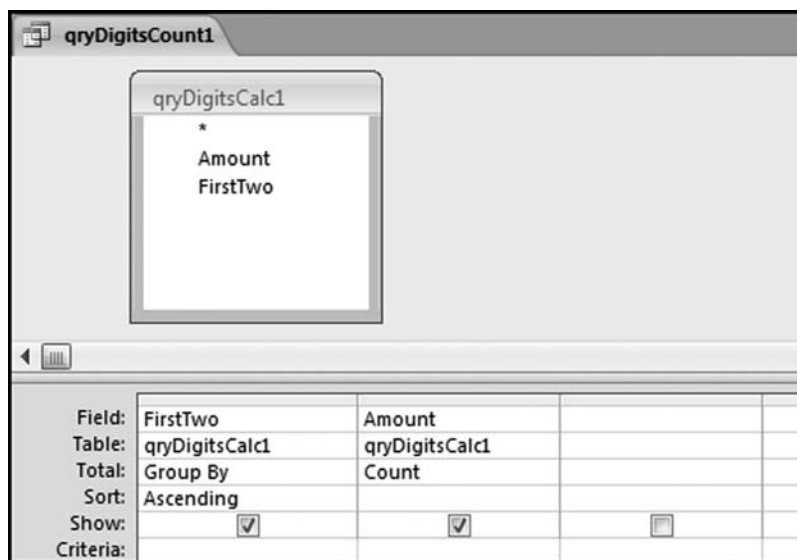 qryDigitsCount1
qryDigitsCalc1
*
Amount
FirstTwo
Field: FirstTwo Amount
Table: qryDigitsCalc1 qryDigitsCalc1
Total: Group By Count
Sort: Ascending
Show:
Criteria: